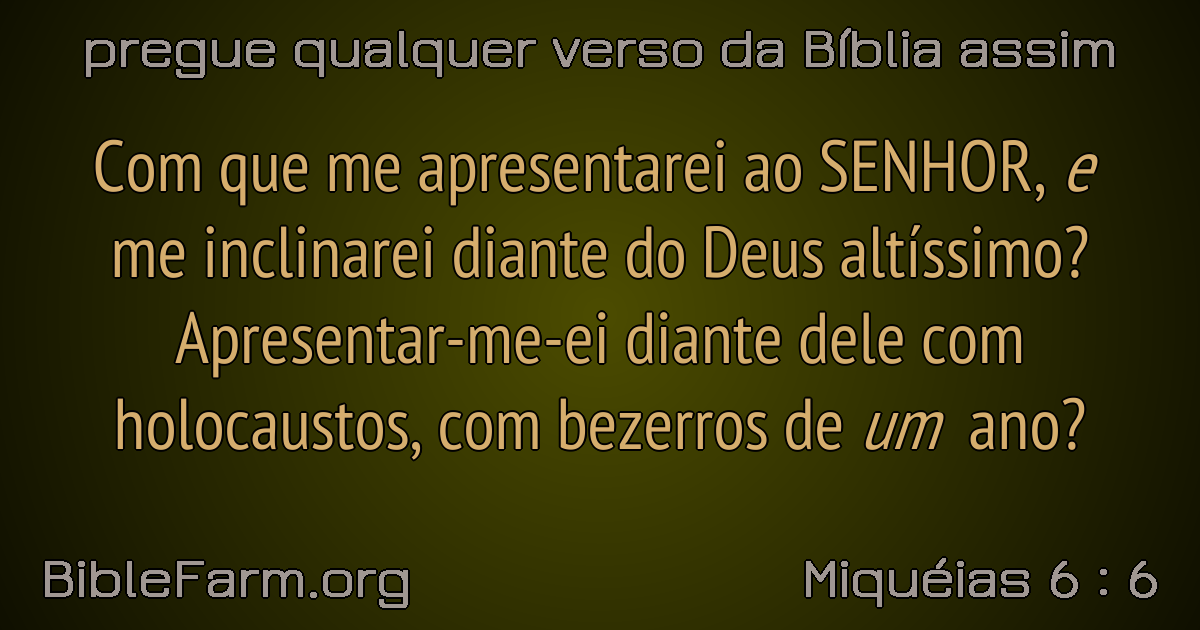 pregue qualquer verso da Bíblia assim
Com que me apresentarei ao SENHOR, e
me inclinarei diante do Deus altíssimo?
Apresentar-me-ei diante dele com
holocaustos, com bezerros de um ano?
BibleFarm.org
Miquéias 6 : 6